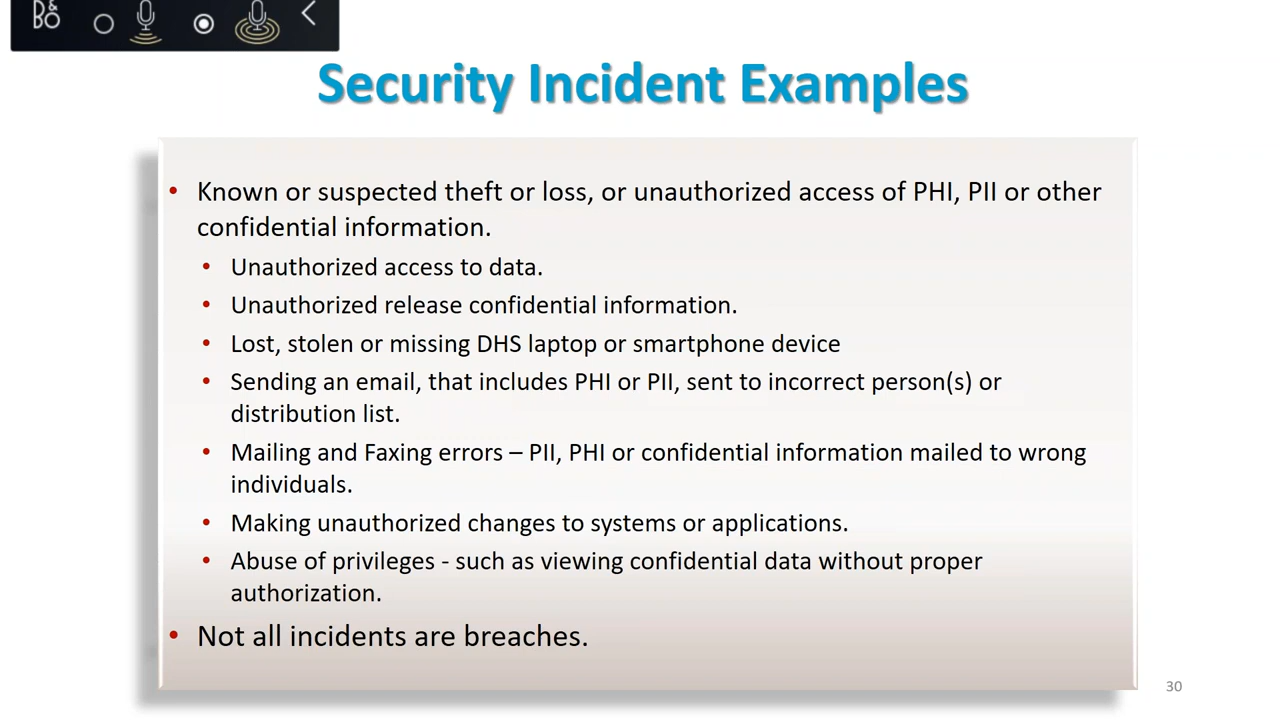 B&O
Security Incident Examples
• Known or suspected theft or loss, or unauthorized access of PHI, PII or other
confidential information.
• Unauthorized access to data.
• Unauthorized release confidential information.
• Lost, stolen or missing DHS laptop or smartphone device
• Sending an email, that includes PHI or PII, sent to incorrect person(s) or
distribution list.
• Mailing and Faxing errors – PII, PHI or confidential information mailed to wrong
individuals.
• Making unauthorized changes to systems or applications.
• Abuse of privileges - such as viewing confidential data without proper
authorization.
• Not all incidents are breaches.
30